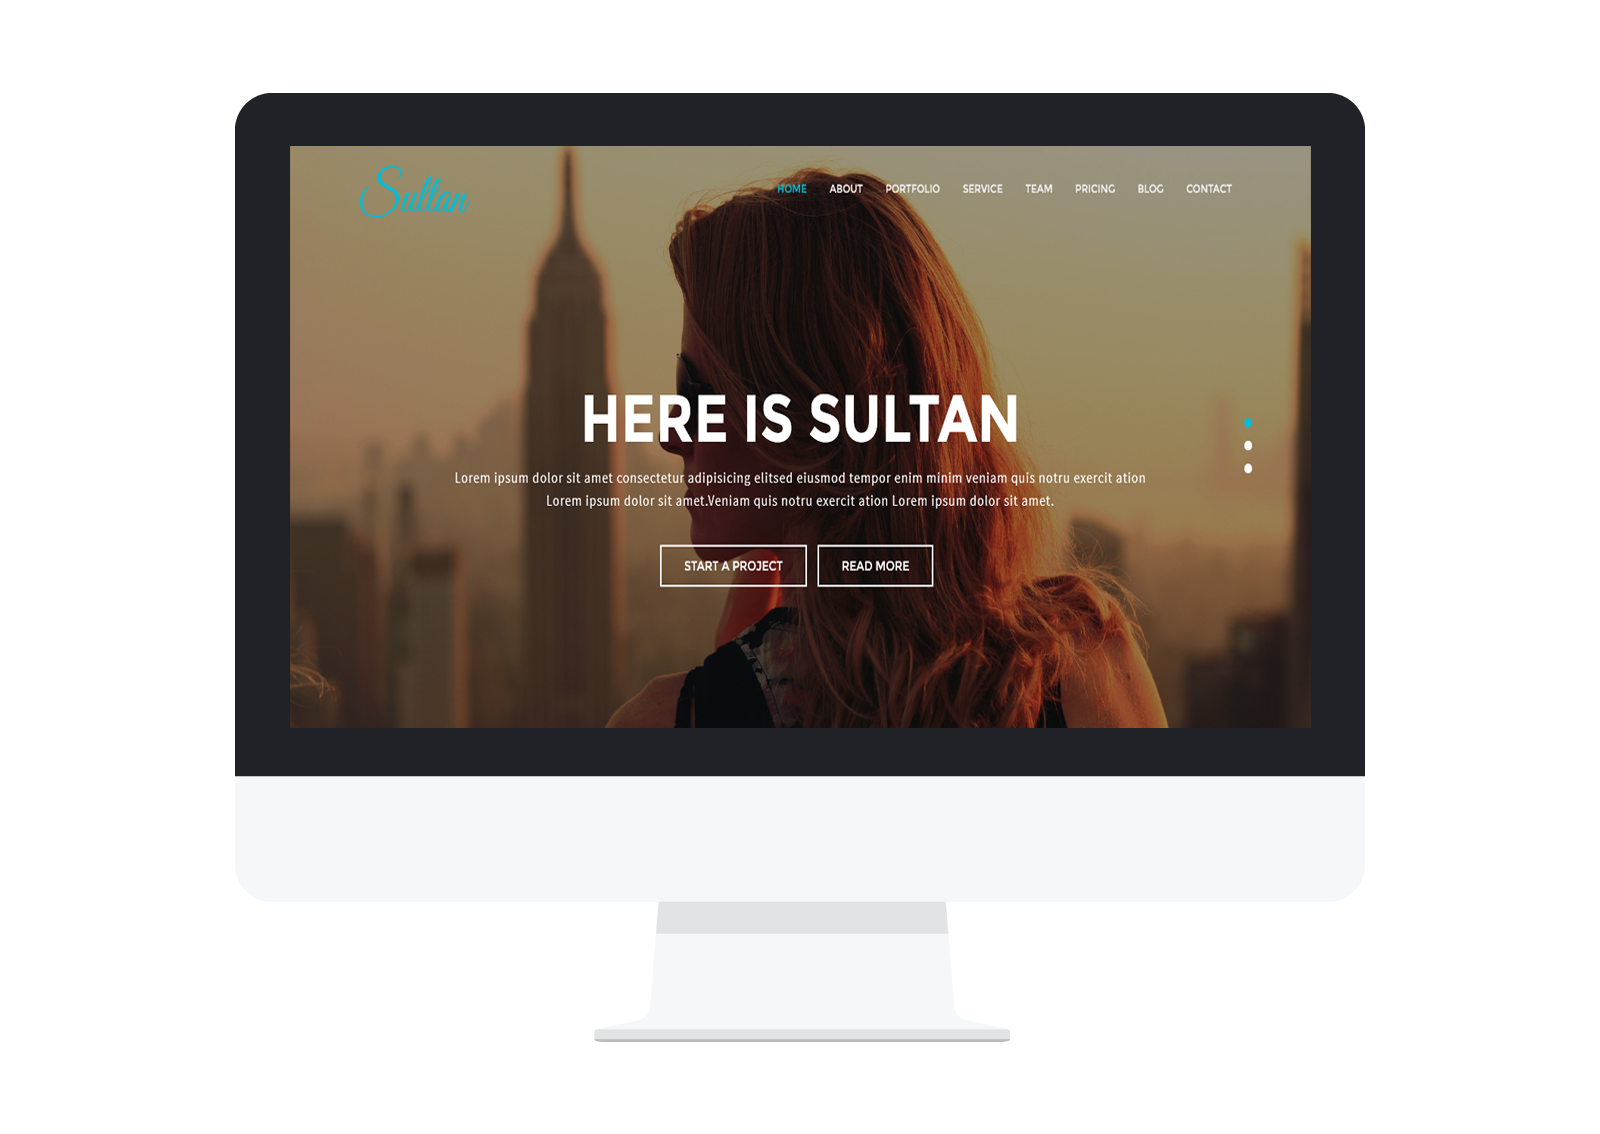 Sultan
HOME ABOUT PORTFOLIO SERVICE TEAM PRICING BLOG CONTACT
HERE IS SULTAN
Lorem ipsum dolor sit amet consectetur adipisicing elitsed eiusmod tempor enim minim veniam quis notru exercit ation
Lorem ipsum dolor sit amet.Veniam quis notru exercit ation Lorem ipsum dolor sit amet.
START A PROJECT READ MORE